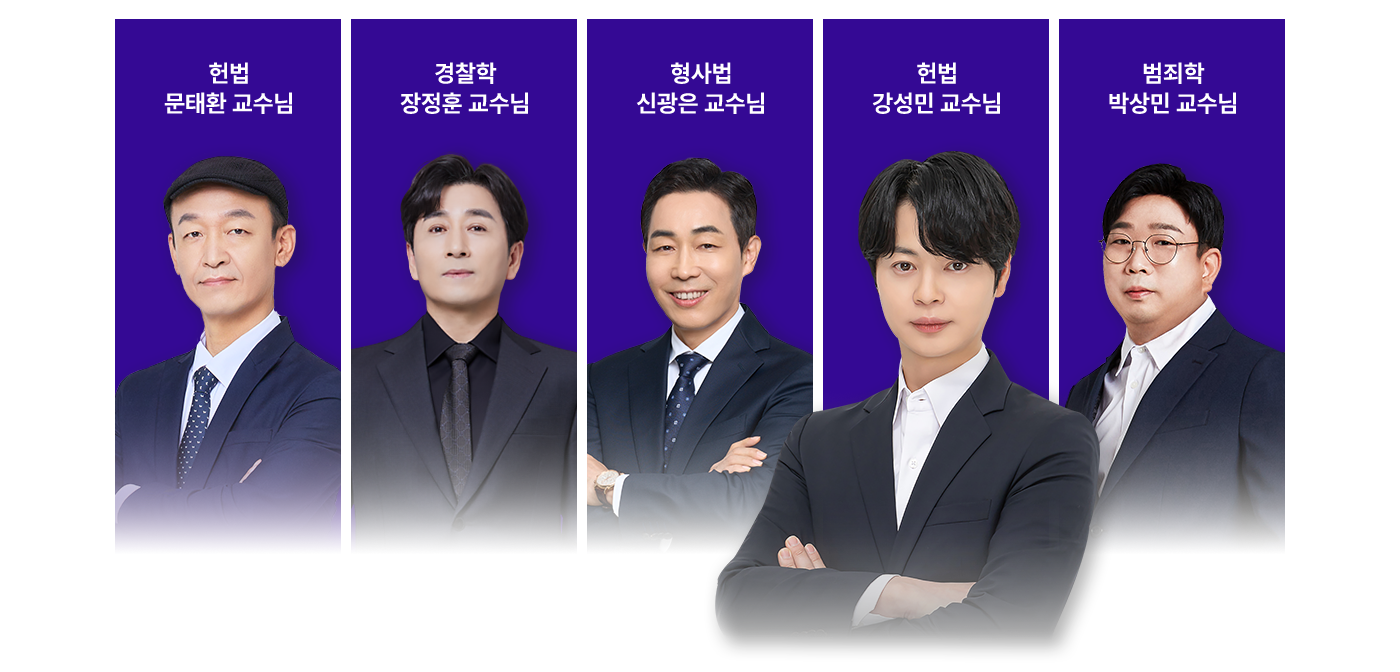 헌법
문태환 교수님
경찰학
장정훈 교수님
형사법
신광은 교수님
헌법
강성민 교수님
범죄학
박상민 교수님